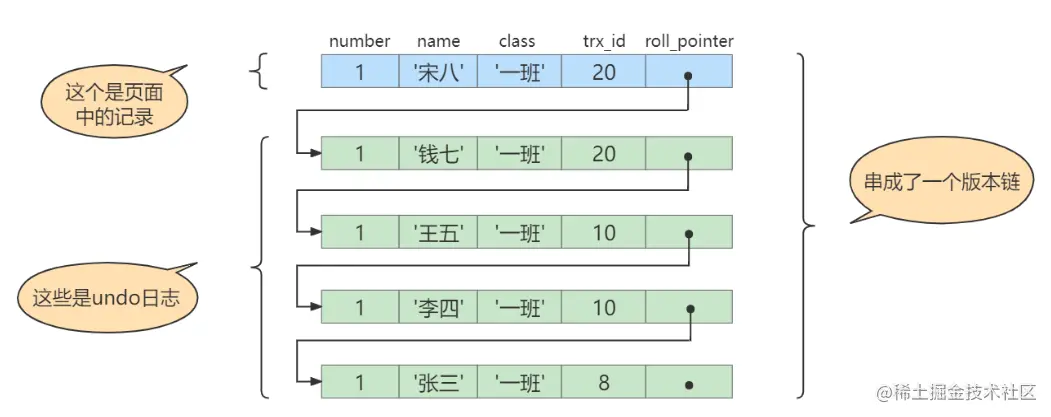 number name class trx_id roll_pointer
1 '宋八' '一班' 20
这个是页面
中的记录
1 '钱七' '一班' 20
串成了一个版本链
1 '王五' '一班' 10
这些是undo日志
1 '李四' '一班' 10
1 '张三' '一班' 8
@稀土掘金技术社区